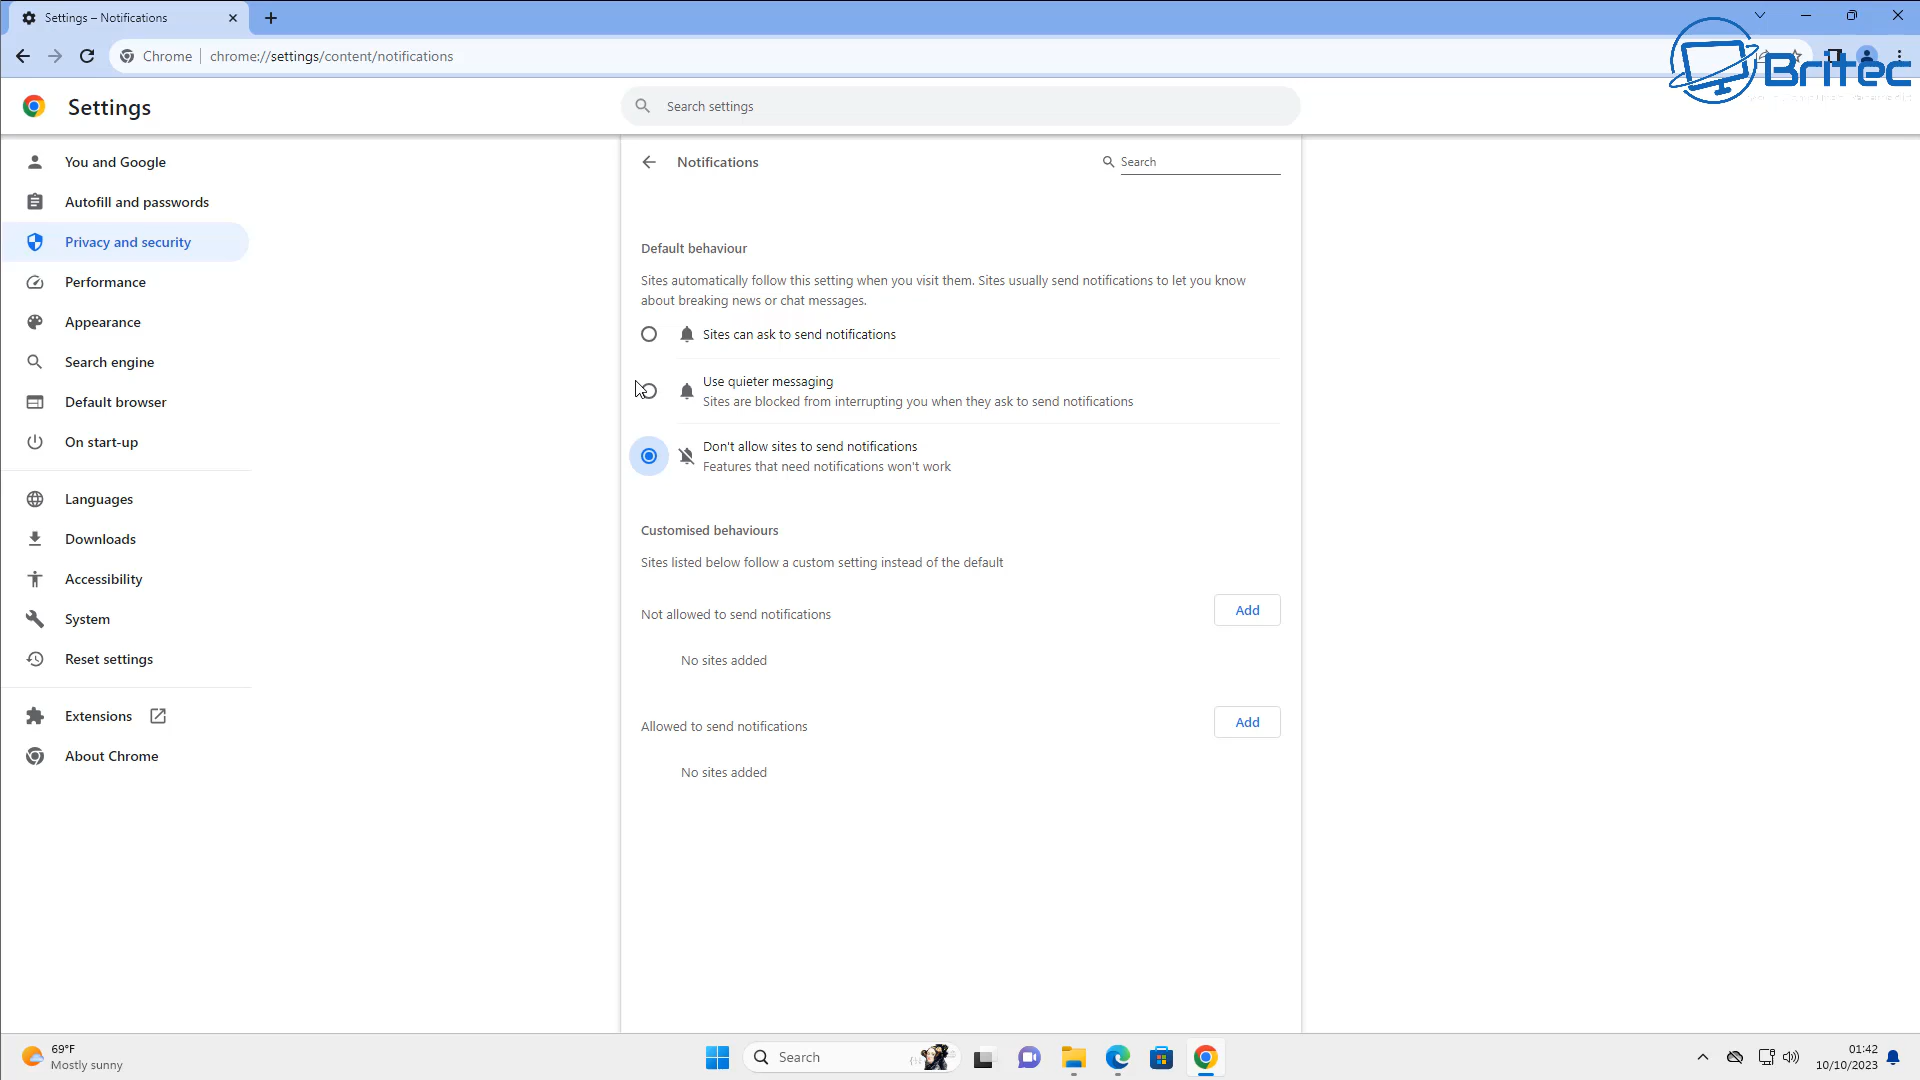 Settings – Notifications
Chrome
chrome://settings/content/notifications
Britec
Settings
Search settings
You and Google
Autofill and passwords
Privacy and security
Performance
Appearance
Search engine
Default browser
On start-up
Languages
Downloads
Accessibility
System
Reset settings
Extensions
About Chrome
Notifications
Search
Default behaviour
Sites automatically follow this setting when you visit them. Sites usually send notifications to let you know
about breaking news or chat messages.
Sites can ask to send notifications
Use quieter messaging
Sites are blocked from interrupting you when they ask to send notifications
Don't allow sites to send notifications
Features that need notifications won't work
Customised behaviours
Sites listed below follow a custom setting instead of the default
Not allowed to send notifications
Add
No sites added
Allowed to send notifications
Add
No sites added
69°F
Mostly sunny
Search
01:42
10/10/2023